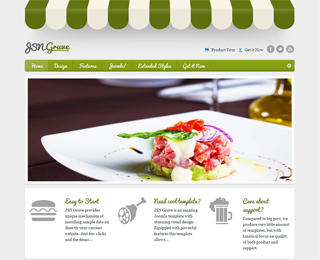 JSN Gruve
Product Tour
Get it Now
Home Design Features Joomla! Extended Styles Get it Now
Easy to Start
JSN Gruve provides
unique mechanism of
installing sample data on
directly your current
website. Just few clicks
and the demo...
Need cool template?
JSN Gruve is an amazing
Joomla template with
stunning visual design.
Equipped with powerful
features this template
allows...
Care about
support?
Compared to big guys, we
produce very little amount
of templates, but with
fanatical focus on quality
of both product and
support.